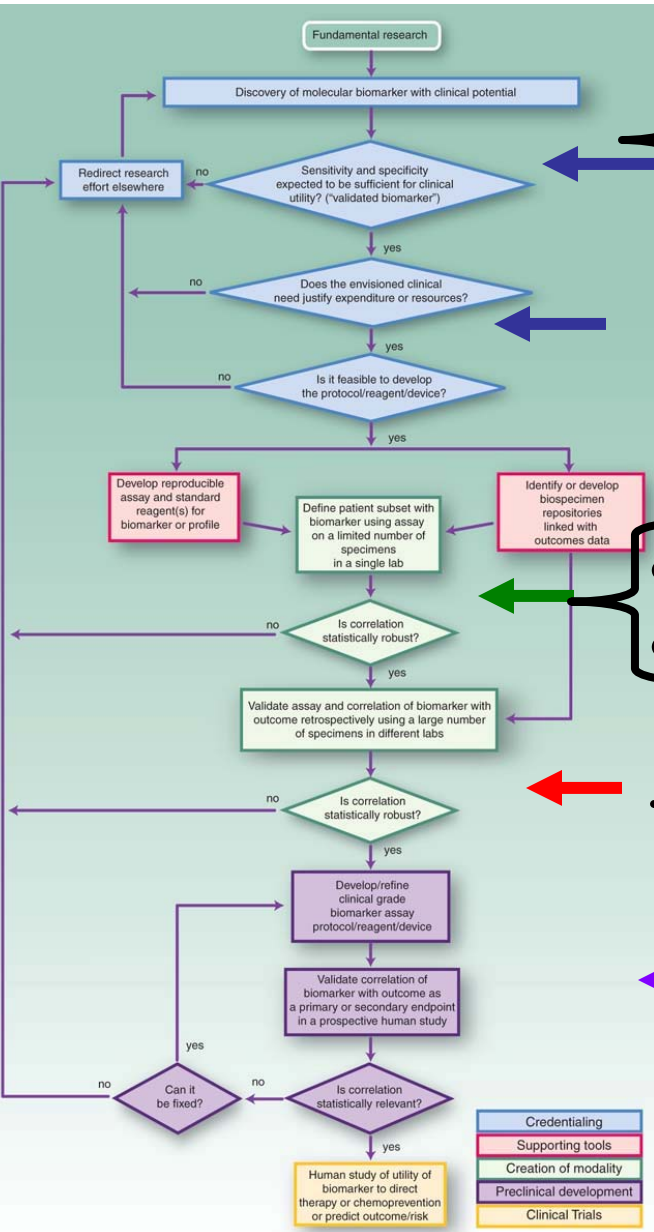 Fundamental research
Discovery of molecular biomarker with clinical potential
Redirect research
effort elsewhere
no
Sensitivity and specificity
expected to be sufficient for clinical
utility? ("validated biomarker")
yes
no
Does the envisioned clinical
need justify expenditure or resources?
yes
no
Is it feasible to develop
the protocol/reagent/device?
yes
Develop reproducible
assay and standard
reagent(s) for
biomarker or profile
Define patient subset with
biomarker using assay
on a limited number of
specimens
in a single lab
Identify or develop
biospecimen
repositories
linked with
outcomes data
no
Is correlation
statistically robust?
yes
Validate assay and correlation of biomarker with
outcome retrospectively using a large number
of specimens in different labs
no
Is correlation
statistically robust?
yes
Develop/refine
clinical grade
biomarker assay
protocol/reagent/device
Validate correlation of
biomarker with outcome as
a primary or secondary endpoint
in a prospective human study
yes
no
Can it
be fixed?
no
Is correlation
statistically relevant?
yes
Human study of utility of
biomarker to direct
therapy or chemoprevention
or predict outcome/risk
Credentialing
Supporting tools
Creation of modality
Preclinical development
Clinical Trials